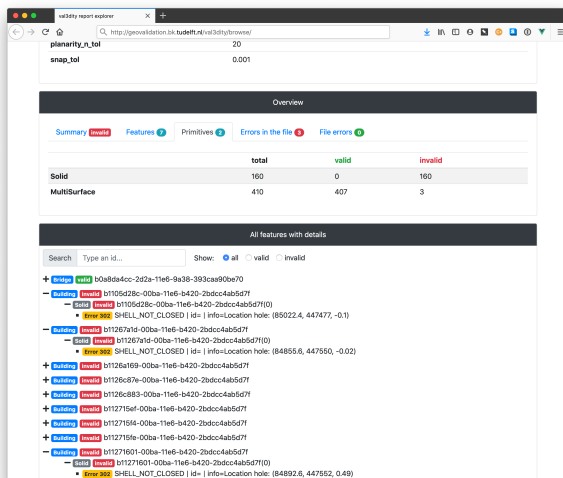 val3dity report explorer
http://geovalidation.bk.tudelft.nl/val3dity/browse/
planarity_n_tol 20
snap_tol 0.001
Overview
Summary invalid Features 7 Primitives 2 Errors in the file 3 File errors 0
total valid invalid
Solid 160 0 160
MultiSurface 410 407 3
All features with details
Search Type an id... Show: all valid invalid
Bridge valid b0a8da4cc-2d2a-11e6-9a38-393caa90be70
Building invalid b1105d28c-00ba-11e6-b420-2bdcc4ab5d7f
Solid invalid b1105d28c-00ba-11e6-b420-2bdcc4ab5d7f(0)
Error 302 SHELL_NOT_CLOSED | id= | info=Location hole: (85022.4, 447477, -0.1)
Building invalid b11267a1d-00ba-11e6-b420-2bdcc4ab5d7f
Solid invalid b11267a1d-00ba-11e6-b420-2bdcc4ab5d7f(0)
Error 302 SHELL_NOT_CLOSED | id= | info=Location hole: (84855.6, 447550, -0.02)
Building invalid b1126a169-00ba-11e6-b420-2bdcc4ab5d7f
Building invalid b1126c87e-00ba-11e6-b420-2bdcc4ab5d7f
Building invalid b1126c883-00ba-11e6-b420-2bdcc4ab5d7f
Building invalid b112715ef-00ba-11e6-b420-2bdcc4ab5d7f
Building invalid b112715f4-00ba-11e6-b420-2bdcc4ab5d7f
Building invalid b112715fe-00ba-11e6-b420-2bdcc4ab5d7f
Building invalid b11271601-00ba-11e6-b420-2bdcc4ab5d7f
Solid invalid b11271601-00ba-11e6-b420-2bdcc4ab5d7f(0)
Error 302 SHELL_NOT_CLOSED | id= | info=Location hole: (84892.6, 447552, 0.49)